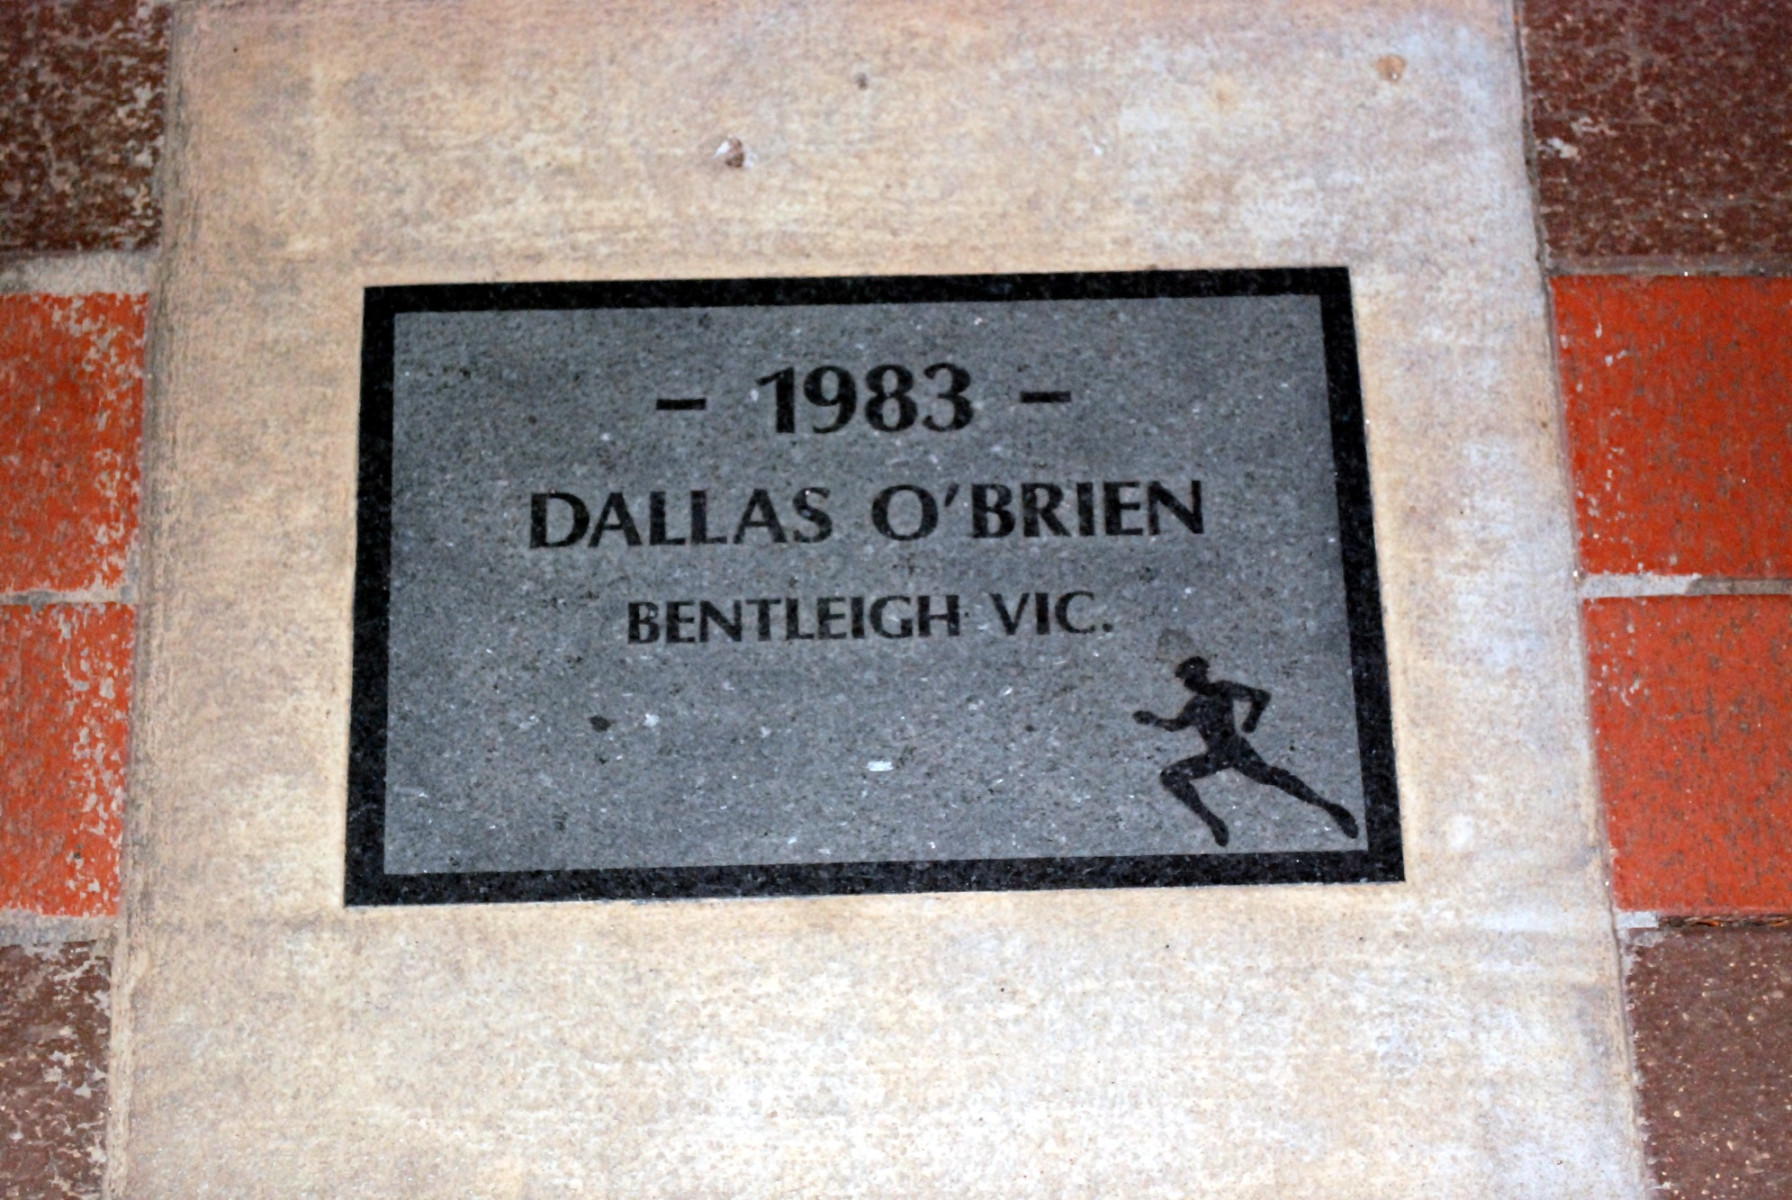 - 1983 -
DALLAS O'BRIEN
BENTLEIGH VIC.